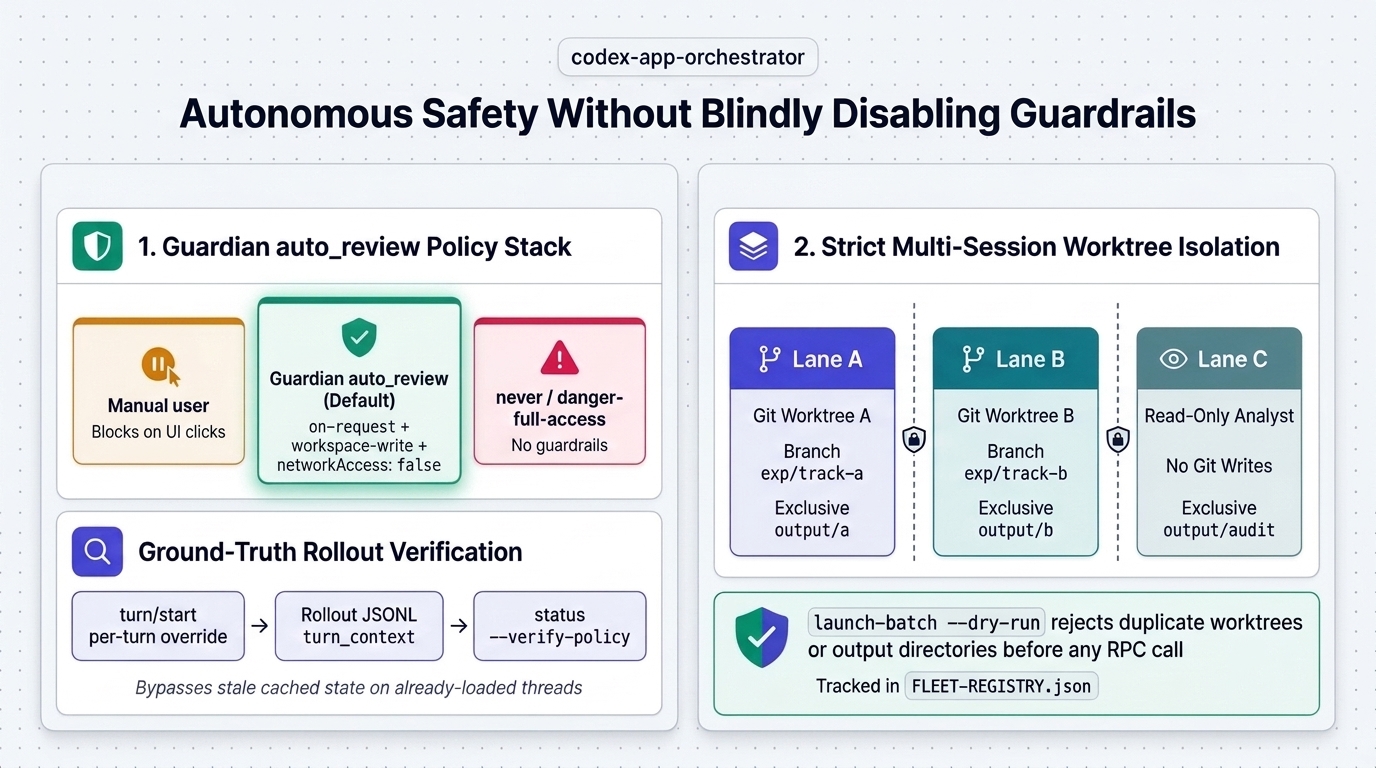 codex-app-orchestrator
Autonomous Safety Without Blindly Disabling Guardrails
1. Guardian auto_review Policy Stack
Manual user
Blocks on UI clicks
Guardian auto_review
(Default)
on-request +
workspace-write +
networkAccess: false
never / danger-
full-access
No guardrails
Ground-Truth Rollout Verification
turn/start
per-turn override
→
Rollout JSONL
turn_context
→
status
--verify-policy
Bypasses stale cached state on already-loaded threads
2. Strict Multi-Session Worktree Isolation
Lane A
Git Worktree A
Branch
exp/track-a
Exclusive
output/a
Lane B
Git Worktree B
Branch
exp/track-b
Exclusive
output/b
Lane C
Read-Only Analyst
No Git Writes
Exclusive
output/audit
launch-batch --dry-run rejects duplicate worktrees
or output directories before any RPC call
Tracked in FLEET-REGISTRY.json